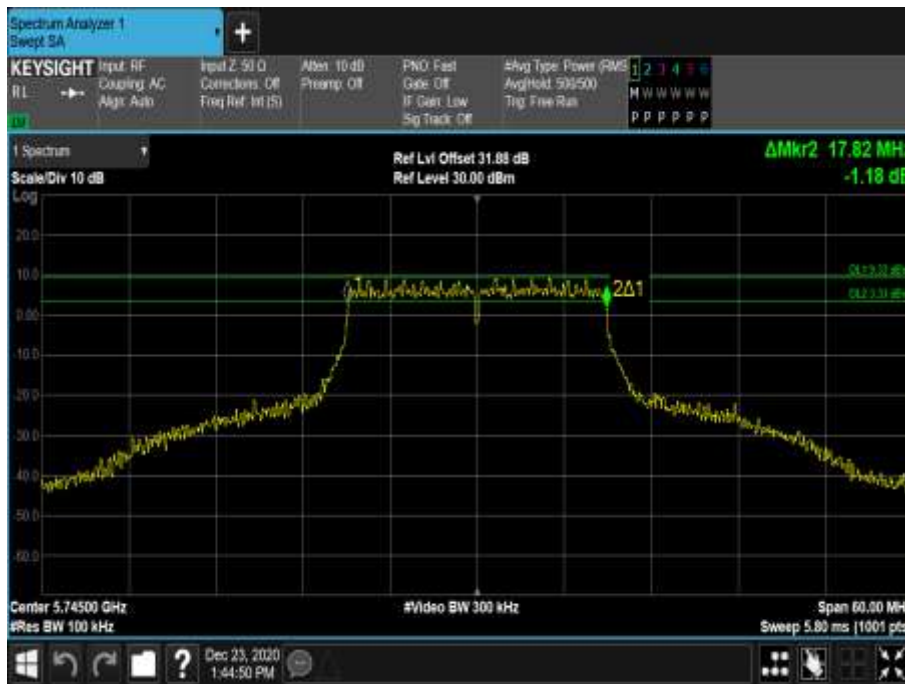 Spectrum Analyzer 1
Swept SA
+
KEYSIGHT Input: RF Input Z: 50 Ω Atten: 10 dB PNO: Fast #Avg Type: Power (RMS 1 2 3 4 5 6
RL Coupling: AC Corrections: Off Preamp: Off Gate: Off Avg|Hold: 500/500 M W W W W W
Align: Auto Freq Ref: Int (S) IF Gain: Low Trig: Free Run P P P P P P
Sig Track: Off
1 Spectrum
Scale/Div 10 dB
Ref Lvl Offset 31.88 dB
Ref Level 30.00 dBm
ΔMkr2 17.82 MH
-1.18 dB
Log
20.0
10.0
0.00
-10.0
-20.0
-30.0
-40.0
-50.0
-60.0
2Δ1
Center 5.74500 GHz #Video BW 300 kHz Span 60.00 MH
#Res BW 100 kHz Sweep 5.80 ms (1001 pts
? Dec 23, 2020
1:44:50 PM